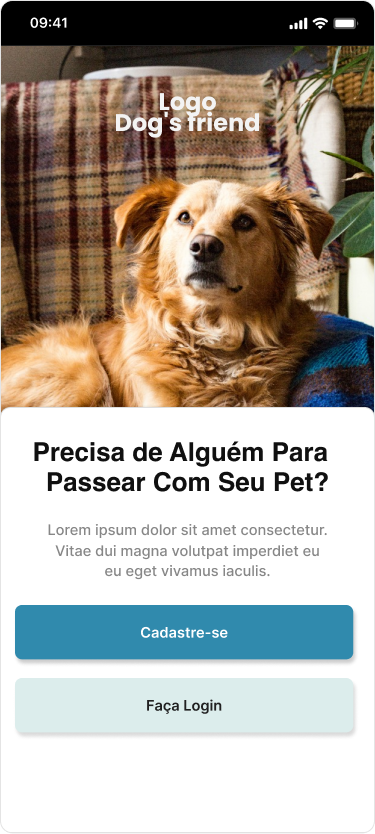 09:41
Logo
Dog's friend
Precisa de Alguém Para
Passear Com Seu Pet?
Lorem ipsum dolor sit amet consectetur.
Vitae dui magna volutpat imperdiet eu
eu eget vivamus iaculis.
Cadastre-se
Faça Login